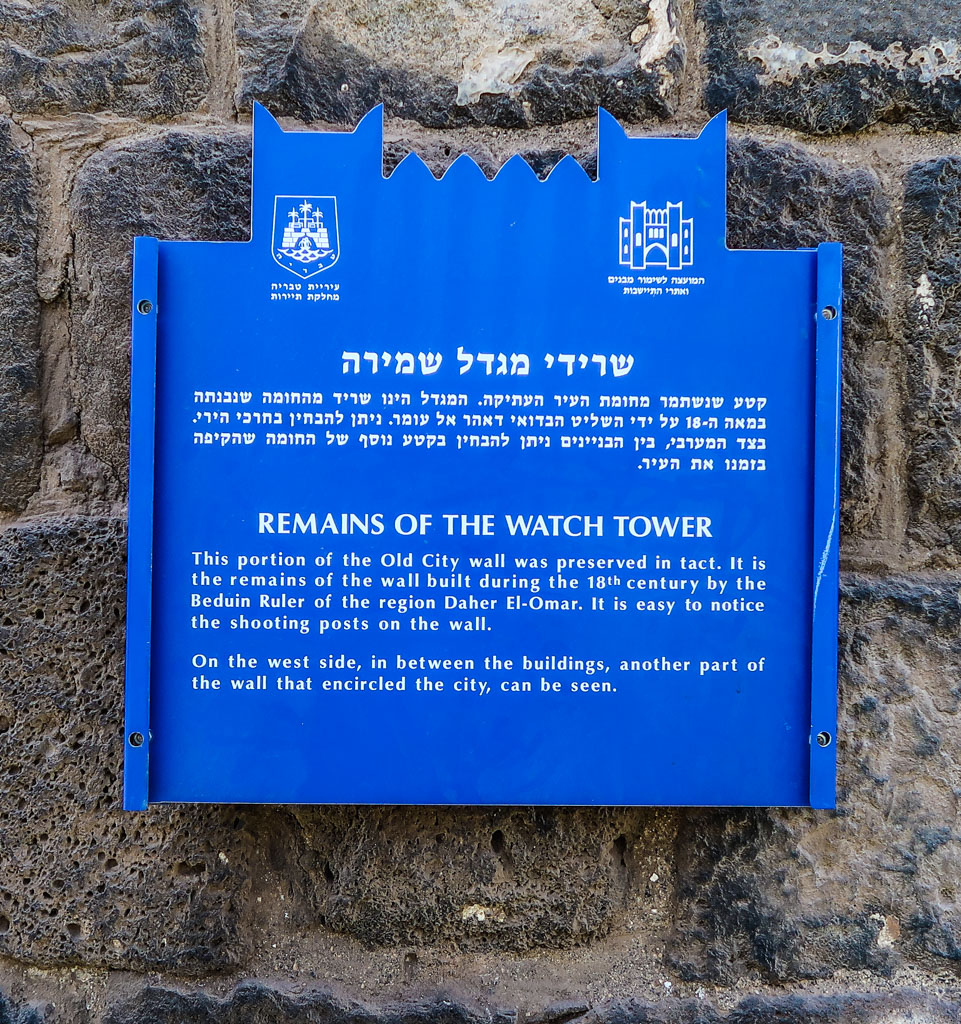 טבריה
עיריית טבריה
מחלקת תיירות
המועצה לשימור מבנים
ואתרי התיישבות
שרידי מגדל שמירה
קטע שנשתמר מחומת העיר העתיקה. המגדל הינו שריד מהחומה שנבנתה
במאה ה-18 על ידי השליט הבדואי דאהר אל עומר. ניתן להבחין בחרכי הירי.
בצד המערבי, בין הבניינים ניתן להבחין בקטע נוסף של החומה שהקיפה
בזמנו את העיר.
REMAINS OF THE WATCH TOWER
This portion of the Old City wall was preserved in tact. It is
the remains of the wall built during the 18th century by the
Beduin Ruler of the region Daher El-Omar. It is easy to notice
the shooting posts on the wall.
On the west side, in between the buildings, another part of
the wall that encircled the city, can be seen.